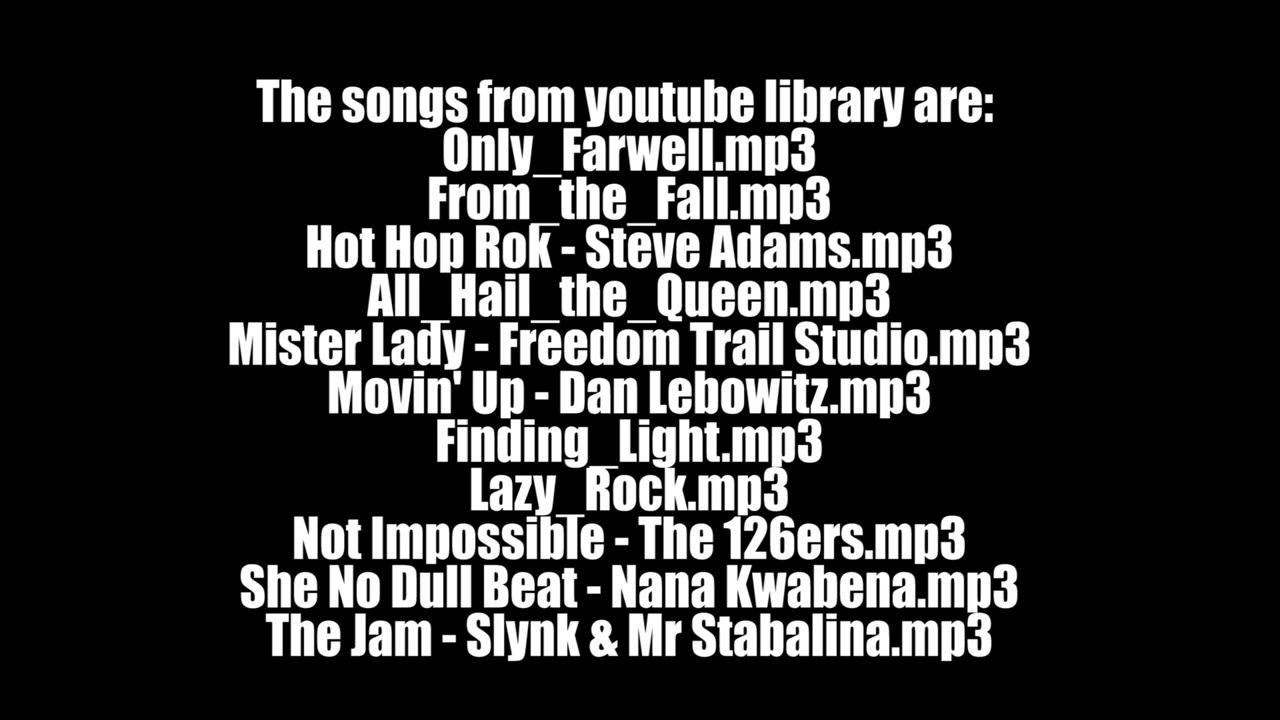 The songs from youtube library are:
Only_Farwell.mp3
From_the_Fall.mp3
Hot Hop Rok - Steve Adams.mp3
All_Hail_the_Queen.mp3
Mister Lady - Freedom Trail Studio.mp3
Movin' Up - Dan Lebowitz.mp3
Finding_Light.mp3
Lazy_Rock.mp3
Not Impossible - The 126ers.mp3
She No Dull Beat - Nana Kwabena.mp3
The Jam - Slynk & Mr Stabalina.mp3